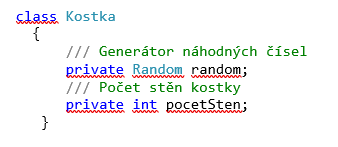 class Kostka
{
/// Generátor náhodných čísel
private Random random;
/// Počet stěn kostky
private int pocetSten;
}